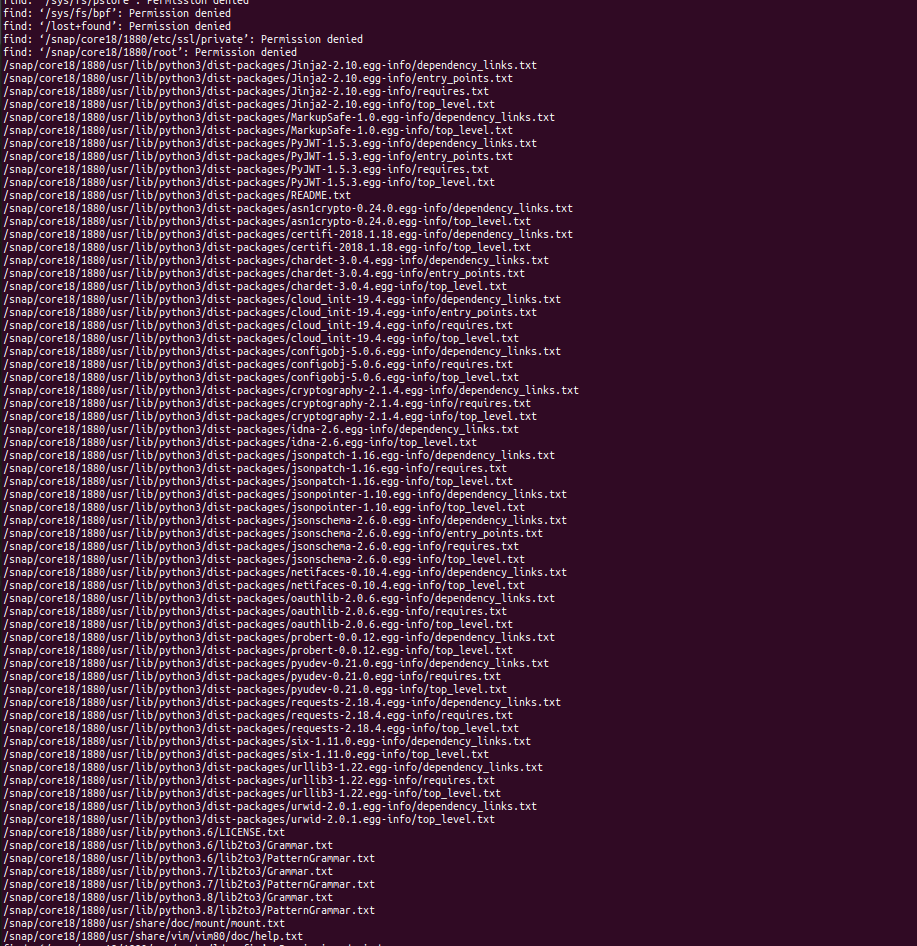 find: ‘/sys/fs/pstore’: Permission denied
find: ‘/sys/fs/bpf’: Permission denied
find: ‘/lost+found’: Permission denied
find: ‘/snap/core18/1880/etc/ssl/private’: Permission denied
find: ‘/snap/core18/1880/root’: Permission denied
/snap/core18/1880/usr/lib/python3/dist-packages/Jinja2-2.10.egg-info/dependency_links.txt
/snap/core18/1880/usr/lib/python3/dist-packages/Jinja2-2.10.egg-info/entry_points.txt
/snap/core18/1880/usr/lib/python3/dist-packages/Jinja2-2.10.egg-info/requires.txt
/snap/core18/1880/usr/lib/python3/dist-packages/Jinja2-2.10.egg-info/top_level.txt
/snap/core18/1880/usr/lib/python3/dist-packages/MarkupSafe-1.0.egg-info/dependency_links.txt
/snap/core18/1880/usr/lib/python3/dist-packages/MarkupSafe-1.0.egg-info/top_level.txt
/snap/core18/1880/usr/lib/python3/dist-packages/PyJWT-1.5.3.egg-info/dependency_links.txt
/snap/core18/1880/usr/lib/python3/dist-packages/PyJWT-1.5.3.egg-info/entry_points.txt
/snap/core18/1880/usr/lib/python3/dist-packages/PyJWT-1.5.3.egg-info/requires.txt
/snap/core18/1880/usr/lib/python3/dist-packages/PyJWT-1.5.3.egg-info/top_level.txt
/snap/core18/1880/usr/lib/python3/dist-packages/README.txt
/snap/core18/1880/usr/lib/python3/dist-packages/asn1crypto-0.24.0.egg-info/dependency_links.txt
/snap/core18/1880/usr/lib/python3/dist-packages/asn1crypto-0.24.0.egg-info/top_level.txt
/snap/core18/1880/usr/lib/python3/dist-packages/certifi-2018.1.18.egg-info/dependency_links.txt
/snap/core18/1880/usr/lib/python3/dist-packages/certifi-2018.1.18.egg-info/top_level.txt
/snap/core18/1880/usr/lib/python3/dist-packages/chardet-3.0.4.egg-info/dependency_links.txt
/snap/core18/1880/usr/lib/python3/dist-packages/chardet-3.0.4.egg-info/entry_points.txt
/snap/core18/1880/usr/lib/python3/dist-packages/chardet-3.0.4.egg-info/top_level.txt
/snap/core18/1880/usr/lib/python3/dist-packages/cloud_init-19.4.egg-info/dependency_links.txt
/snap/core18/1880/usr/lib/python3/dist-packages/cloud_init-19.4.egg-info/entry_points.txt
/snap/core18/1880/usr/lib/python3/dist-packages/cloud_init-19.4.egg-info/requires.txt
/snap/core18/1880/usr/lib/python3/dist-packages/cloud_init-19.4.egg-info/top_level.txt
/snap/core18/1880/usr/lib/python3/dist-packages/configobj-5.0.6.egg-info/dependency_links.txt
/snap/core18/1880/usr/lib/python3/dist-packages/configobj-5.0.6.egg-info/requires.txt
/snap/core18/1880/usr/lib/python3/dist-packages/configobj-5.0.6.egg-info/top_level.txt
/snap/core18/1880/usr/lib/python3/dist-packages/cryptography-2.1.4.egg-info/dependency_links.txt
/snap/core18/1880/usr/lib/python3/dist-packages/cryptography-2.1.4.egg-info/requires.txt
/snap/core18/1880/usr/lib/python3/dist-packages/cryptography-2.1.4.egg-info/top_level.txt
/snap/core18/1880/usr/lib/python3/dist-packages/idna-2.6.egg-info/dependency_links.txt
/snap/core18/1880/usr/lib/python3/dist-packages/idna-2.6.egg-info/top_level.txt
/snap/core18/1880/usr/lib/python3/dist-packages/jsonpatch-1.16.egg-info/dependency_links.txt
/snap/core18/1880/usr/lib/python3/dist-packages/jsonpatch-1.16.egg-info/requires.txt
/snap/core18/1880/usr/lib/python3/dist-packages/jsonpatch-1.16.egg-info/top_level.txt
/snap/core18/1880/usr/lib/python3/dist-packages/jsonpointer-1.10.egg-info/dependency_links.txt
/snap/core18/1880/usr/lib/python3/dist-packages/jsonpointer-1.10.egg-info/top_level.txt
/snap/core18/1880/usr/lib/python3/dist-packages/jsonschema-2.6.0.egg-info/dependency_links.txt
/snap/core18/1880/usr/lib/python3/dist-packages/jsonschema-2.6.0.egg-info/entry_points.txt
/snap/core18/1880/usr/lib/python3/dist-packages/jsonschema-2.6.0.egg-info/requires.txt
/snap/core18/1880/usr/lib/python3/dist-packages/jsonschema-2.6.0.egg-info/top_level.txt
/snap/core18/1880/usr/lib/python3/dist-packages/netifaces-0.10.4.egg-info/dependency_links.txt
/snap/core18/1880/usr/lib/python3/dist-packages/netifaces-0.10.4.egg-info/top_level.txt
/snap/core18/1880/usr/lib/python3/dist-packages/oauthlib-2.0.6.egg-info/dependency_links.txt
/snap/core18/1880/usr/lib/python3/dist-packages/oauthlib-2.0.6.egg-info/requires.txt
/snap/core18/1880/usr/lib/python3/dist-packages/oauthlib-2.0.6.egg-info/top_level.txt
/snap/core18/1880/usr/lib/python3/dist-packages/probert-0.0.12.egg-info/dependency_links.txt
/snap/core18/1880/usr/lib/python3/dist-packages/probert-0.0.12.egg-info/top_level.txt
/snap/core18/1880/usr/lib/python3/dist-packages/pyudev-0.21.0.egg-info/dependency_links.txt
/snap/core18/1880/usr/lib/python3/dist-packages/pyudev-0.21.0.egg-info/requires.txt
/snap/core18/1880/usr/lib/python3/dist-packages/pyudev-0.21.0.egg-info/top_level.txt
/snap/core18/1880/usr/lib/python3/dist-packages/requests-2.18.4.egg-info/dependency_links.txt
/snap/core18/1880/usr/lib/python3/dist-packages/requests-2.18.4.egg-info/requires.txt
/snap/core18/1880/usr/lib/python3/dist-packages/requests-2.18.4.egg-info/top_level.txt
/snap/core18/1880/usr/lib/python3/dist-packages/six-1.11.0.egg-info/dependency_links.txt
/snap/core18/1880/usr/lib/python3/dist-packages/six-1.11.0.egg-info/top_level.txt
/snap/core18/1880/usr/lib/python3/dist-packages/urllib3-1.22.egg-info/dependency_links.txt
/snap/core18/1880/usr/lib/python3/dist-packages/urllib3-1.22.egg-info/requires.txt
/snap/core18/1880/usr/lib/python3/dist-packages/urllib3-1.22.egg-info/top_level.txt
/snap/core18/1880/usr/lib/python3/dist-packages/urwid-2.0.1.egg-info/dependency_links.txt
/snap/core18/1880/usr/lib/python3/dist-packages/urwid-2.0.1.egg-info/top_level.txt
/snap/core18/1880/usr/lib/python3.6/LICENSE.txt
/snap/core18/1880/usr/lib/python3.6/lib2to3/Grammar.txt
/snap/core18/1880/usr/lib/python3.6/lib2to3/PatternGrammar.txt
/snap/core18/1880/usr/lib/python3.7/lib2to3/Grammar.txt
/snap/core18/1880/usr/lib/python3.7/lib2to3/PatternGrammar.txt
/snap/core18/1880/usr/lib/python3.8/lib2to3/Grammar.txt
/snap/core18/1880/usr/lib/python3.8/lib2to3/PatternGrammar.txt
/snap/core18/1880/usr/share/doc/mount/mount.txt
/snap/core18/1880/usr/share/vim/vim80/doc/help.txt